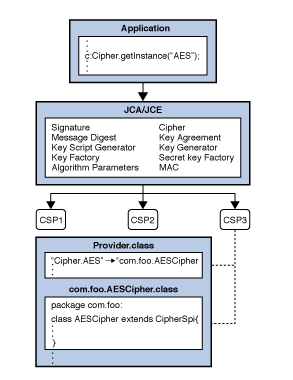 Application
c:Cipher.getInstance("AES");
JCA/JCE
Signature
Message Digest
Key Script Generator
Key Factory
Algorithm Parameters
Cipher
Key Agreement
Key Generator
Secret key Factory
MAC
CSP1
CSP2
CSP3
Provider.class
"Cipher.AES" → "com.foo.AESCipher
com.foo.AESCipher.class
package com.foo:
class AESCipher extends CipherSpi{
}